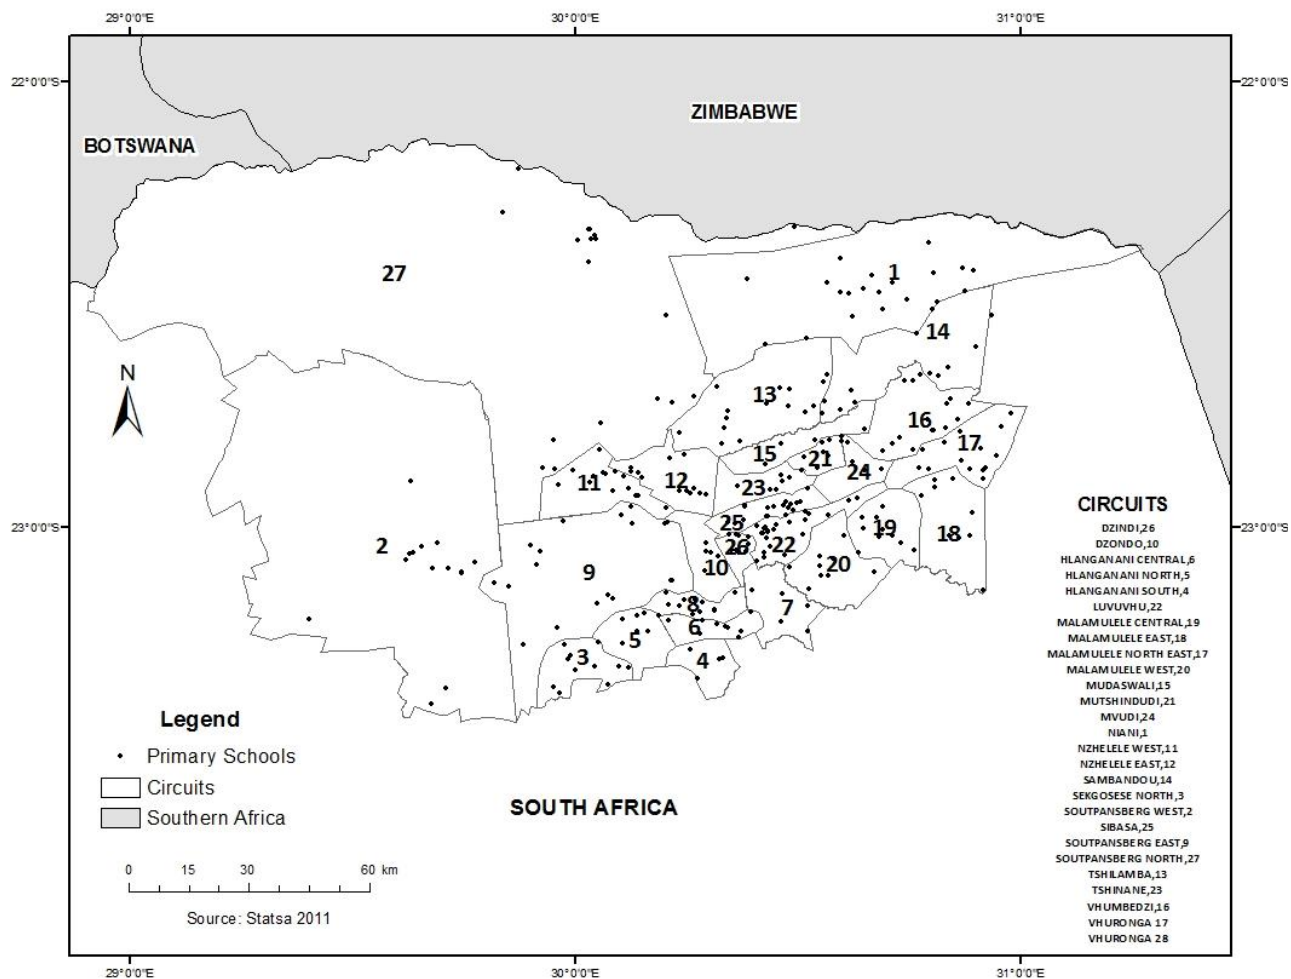 29°0'0"E
30°0'0"E
31°0'0"E
22°0'0"S
22°0'0"S
ZIMBABWE
BOTSWANA
27
1
14
N
13
16
17
15
21
24
12
11
23
CIRCUITS
DZINDI,26
DZONDO,10
HLANGANANI CENTRAL,6
HLANGANANI NORTH,5
HLANGANANI SOUTH,4
LUVUVHU,22
MALAMULELE CENTRAL,19
MALAMULELE EAST,18
MALAMULELE NORTH EAST,17
MALAMULELE WEST,20
MUDASWALI,15
MUTSHINDUDI,21
MVUDI,24
NIANI,1
NZHELELE WEST,11
NZHELELE EAST,12
SAMBANDOU,14
SEKGOSESE NORTH,3
SOUTPANSBERG WEST,2
SIBASA,25
SOUTPANSBERG EAST,9
SOUTPANSBERG NORTH,27
TSHILAMBA,13
TSHINANE,23
VHUMBEDZI,16
VHURONGA 17
VHURONGA 28
23°0'0"S
23°0'0"S
25
19
18
2
26
22
20
9
10
8
7
6
5
3
4
Legend
Primary Schools
Circuits
Southern Africa
SOUTH AFRICA
0 15 30 60 km
Source: Statsa 2011
29°0'0"E
30°0'0"E
31°0'0"E